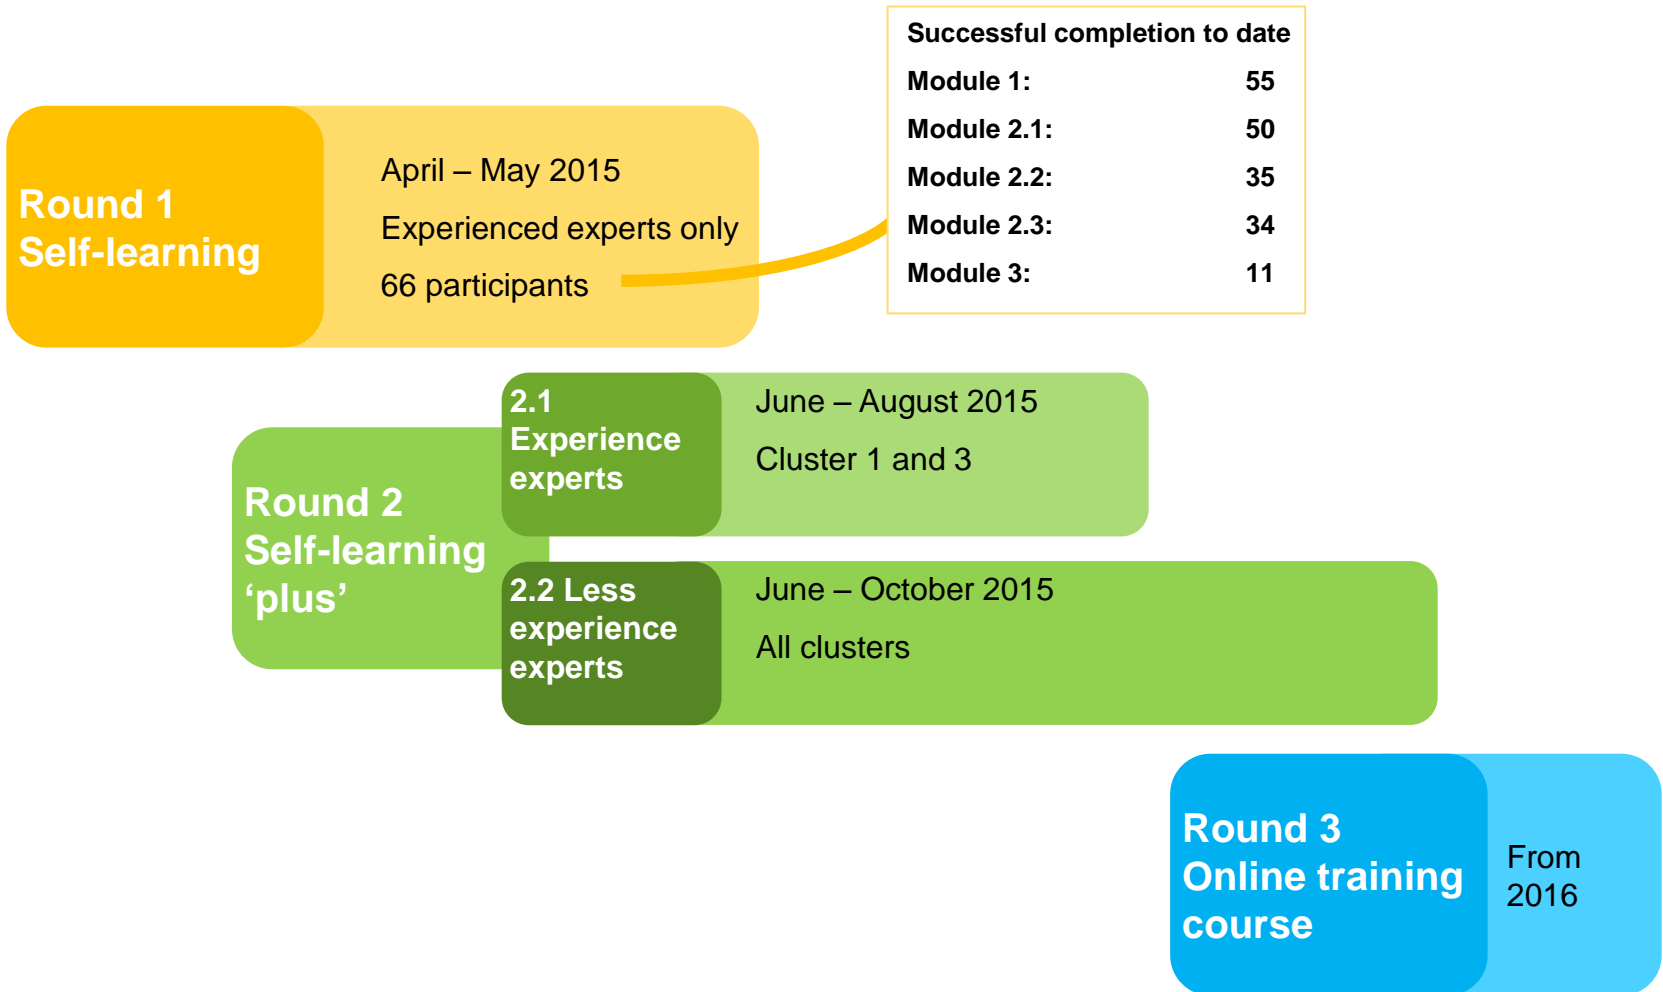 Successful completion to date
Module 1: 55
Module 2.1: 50
Module 2.2: 35
Module 2.3: 34
Module 3: 11
Round 1
Self-learning
April – May 2015
Experienced experts only
66 participants
2.1
Experience
experts
June – August 2015
Cluster 1 and 3
Round 2
Self-learning
‘plus’
2.2 Less
experience
experts
June – October 2015
All clusters
Round 3
Online training
course
From
2016